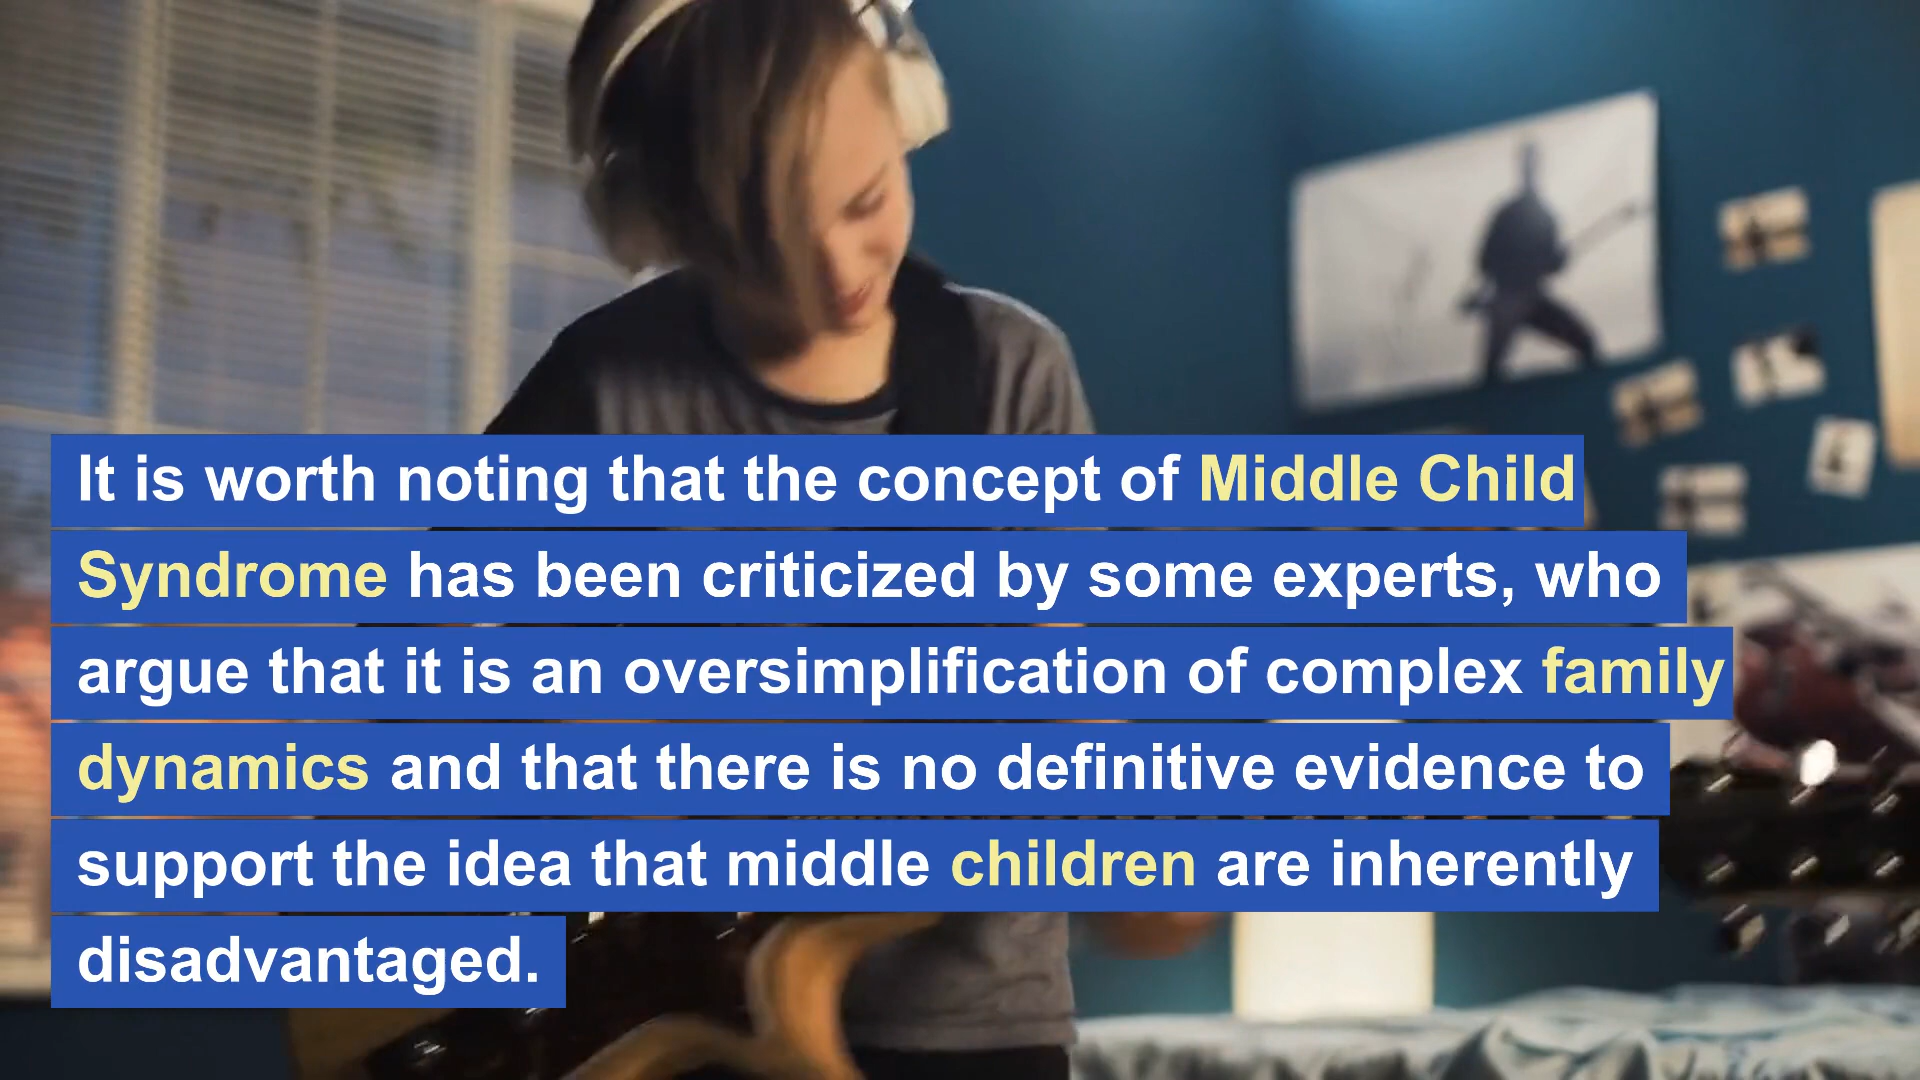 It is worth noting that the concept of Middle Child
Syndrome has been criticized by some experts, who
argue that it is an oversimplification of complex family
dynamics and that there is no definitive evidence to
support the idea that middle children are inherently
disadvantaged.